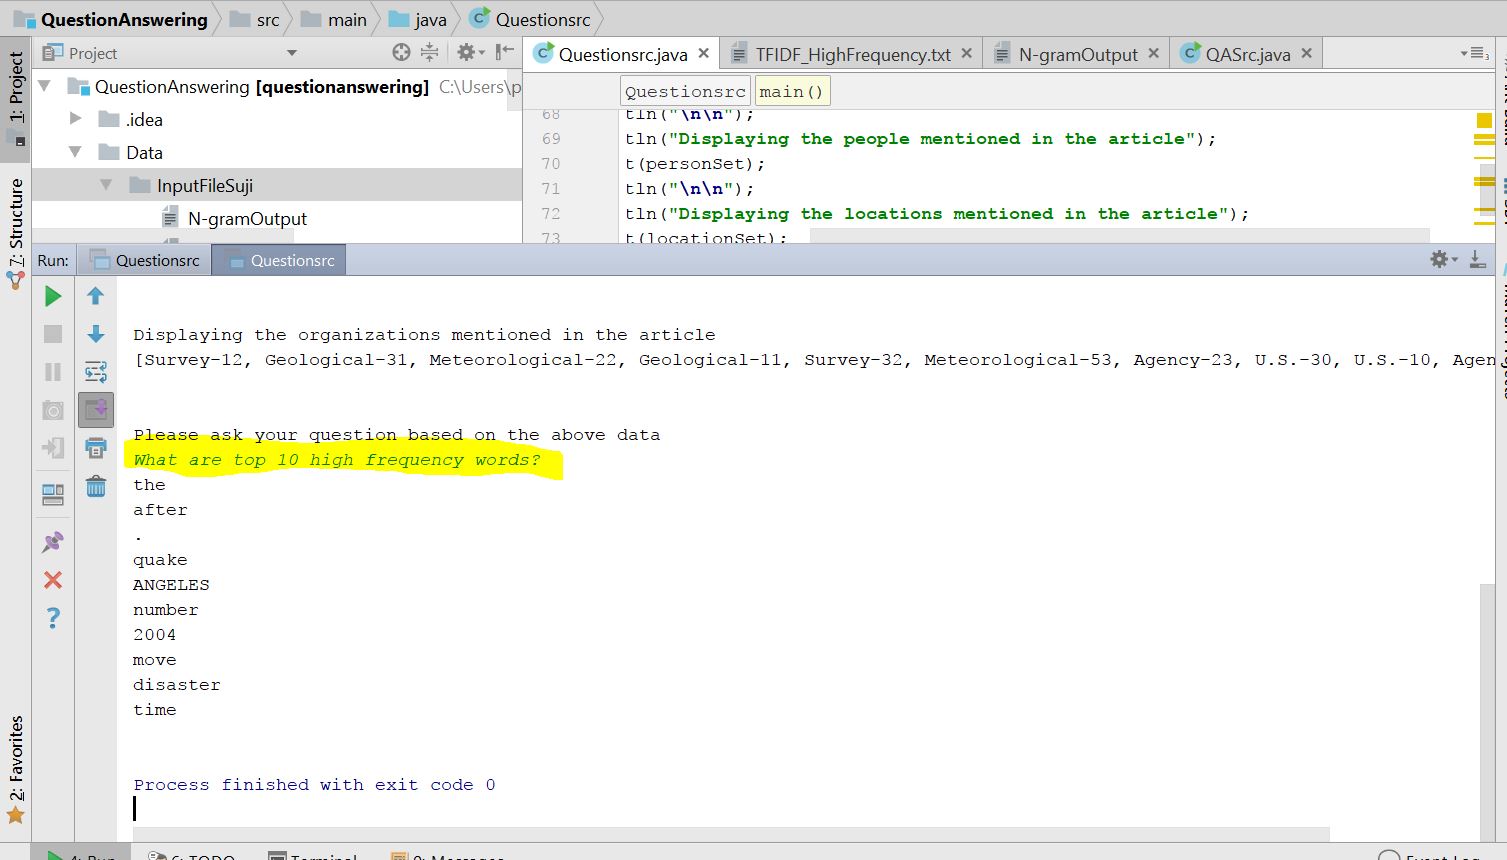 QuestionAnswering src main java Questionsrc
Project
Questionsrc.java TFIDF_HighFrequency.txt N-gramOutput QASrc.java
1: Project
QuestionAnswering [questionanswering] C:\Users\p
.idea
Data
InputFileSuji
N-gramOutput
7: Structure
Questionsrc main()
68 tln("\n\n");
69 tln("Displaying the people mentioned in the article");
70 t(personSet);
71 tln("\n\n");
72 tln("Displaying the locations mentioned in the article");
73 t(locationSet);
Run: Questionsrc Questionsrc
Displaying the organizations mentioned in the article
[Survey-12, Geological-31, Meteorological-22, Geological-11, Survey-32, Meteorological-53, Agency-23, U.S.-30, U.S.-10, Agen
Please ask your question based on the above data
What are top 10 high frequency words?
the
after
.
quake
ANGELES
number
2004
move
disaster
time
Process finished with exit code 0
2: Favorites
4: Run 6: TODO Terminal 0: Messages Event Log